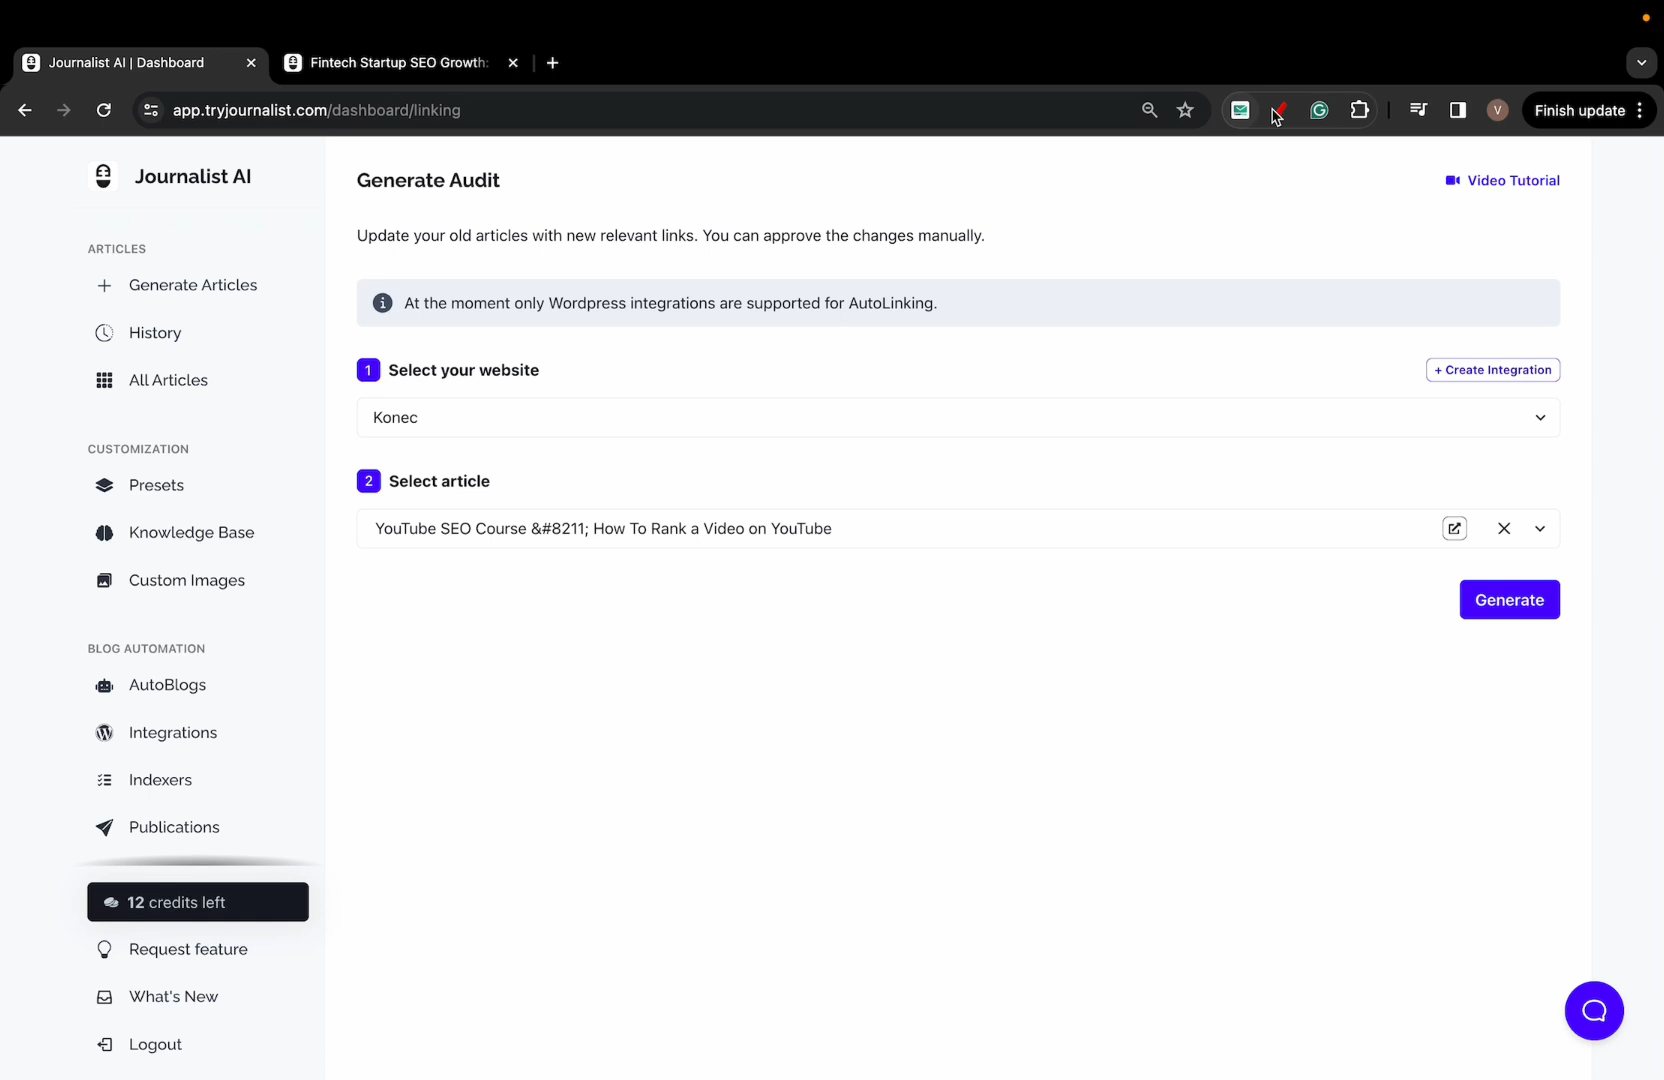 Journalist AI | Dashboard
Fintech Startup SEO Growth:
app.tryjournalist.com/dashboard/linking
V
Finish update
Journalist AI
Generate Audit
Video Tutorial
ARTICLES
Update your old articles with new relevant links. You can approve the changes manually.
Generate Articles
At the moment only Wordpress integrations are supported for AutoLinking.
History
1 Select your website
+ Create Integration
All Articles
Konec
CUSTOMIZATION
2 Select article
Presets
YouTube SEO Course &#8211; How To Rank a Video on YouTube
Knowledge Base
Custom Images
Generate
BLOG AUTOMATION
AutoBlogs
Integrations
Indexers
Publications
12 credits left
Request feature
What's New
Logout